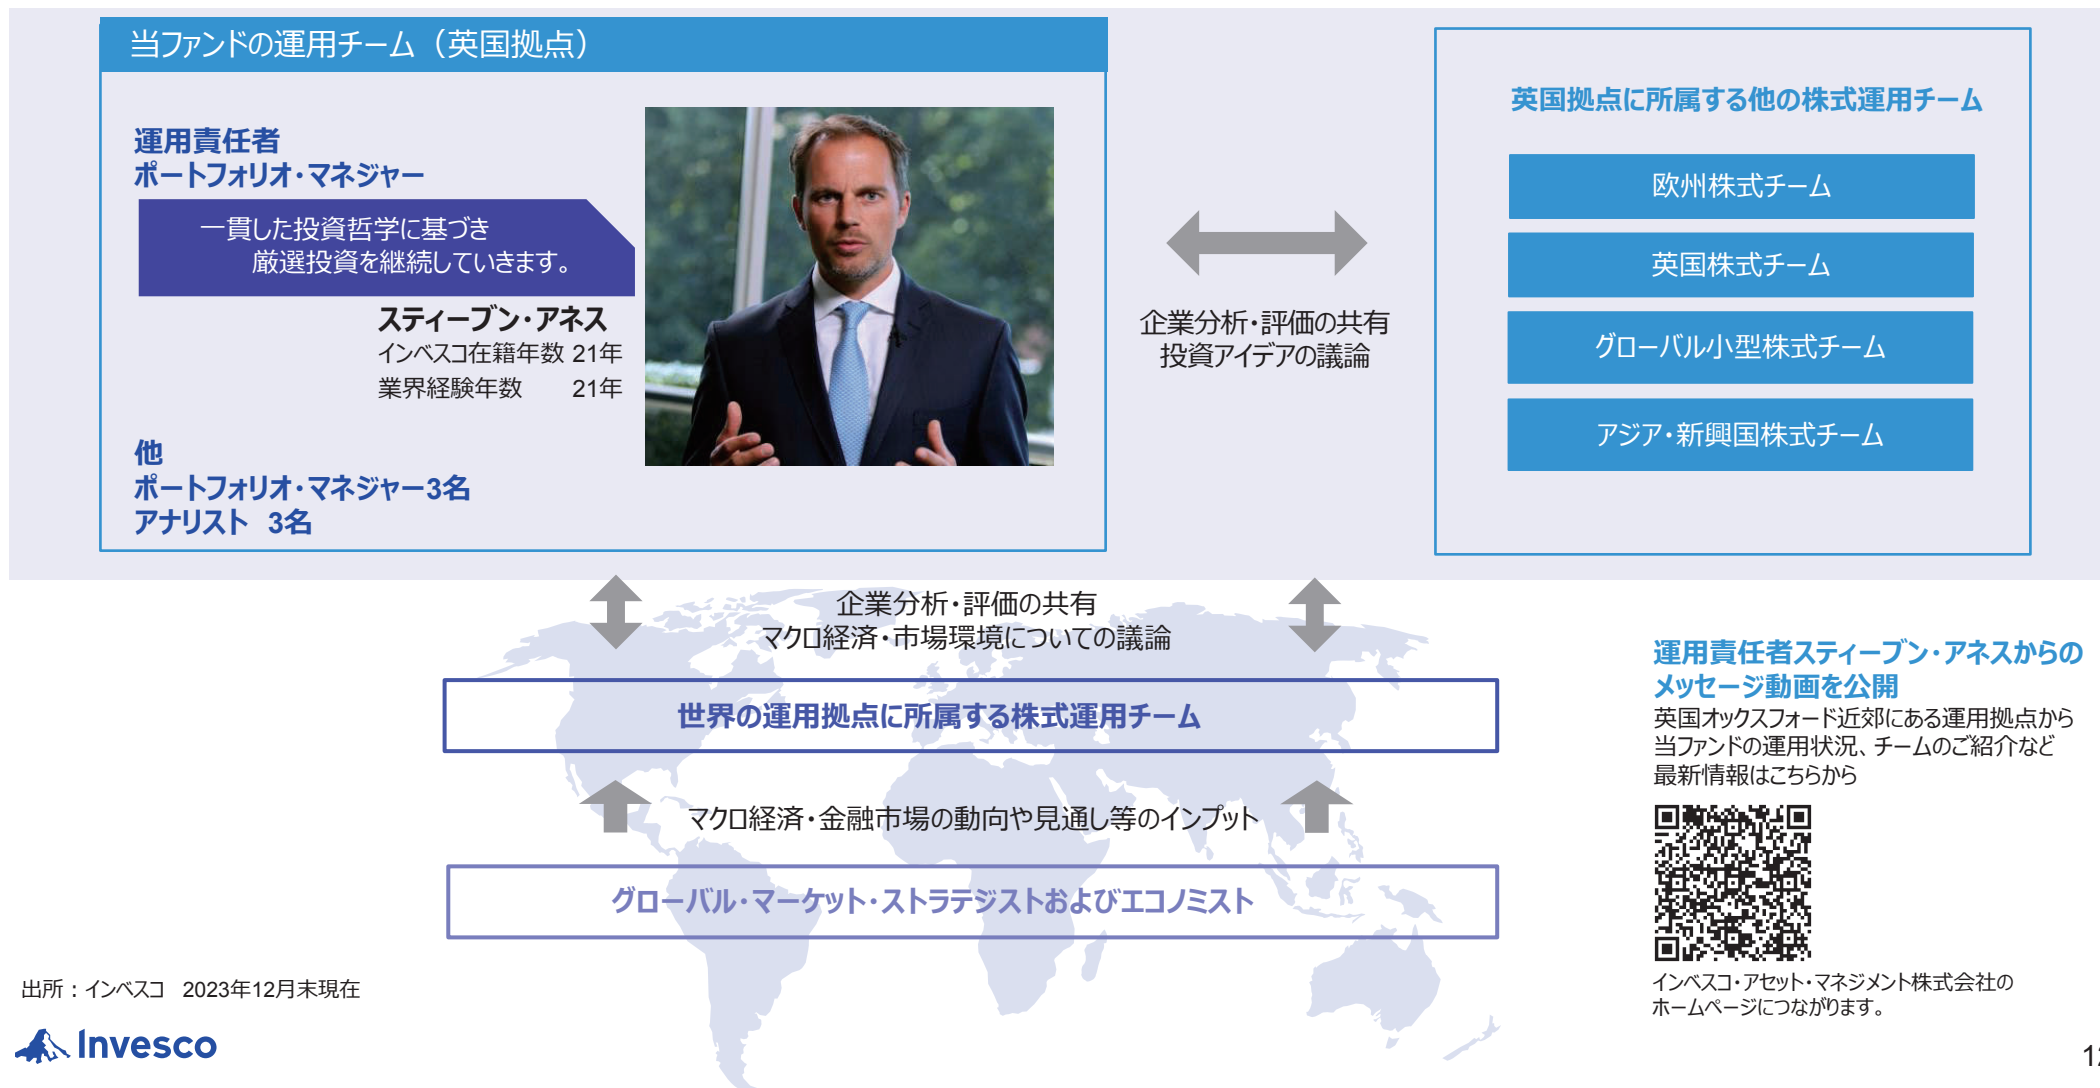 当ファンドの運用チーム（英国拠点）
運用責任者
ポートフォリオ・マネジャー
一貫した投資哲学に基づき
厳選投資を継続していきます。
スティーブン・アネス
インベスコ在籍年数 21年
業界経験年数 21年
他
ポートフォリオ・マネジャー3名
アナリスト 3名
企業分析・評価の共有
投資アイデアの議論
英国拠点に所属する他の株式運用チーム
欧州株式チーム
英国株式チーム
グローバル小型株式チーム
アジア・新興国株式チーム
企業分析・評価の共有
マクロ経済・市場環境についての議論
世界の運用拠点に所属する株式運用チーム
マクロ経済・金融市場の動向や見通し等のインプット
グローバル・マーケット・ストラテジストおよびエコノミスト
運用責任者スティーブン・アネスからの
メッセージ動画を公開
英国オックスフォード近郊にある運用拠点から
当ファンドの運用状況、チームのご紹介など
最新情報はこちらから
インベスコ・アセット・マネジメント株式会社の
ホームページにつながります。
出所：インベスコ 2023年12月末現在
Invesco